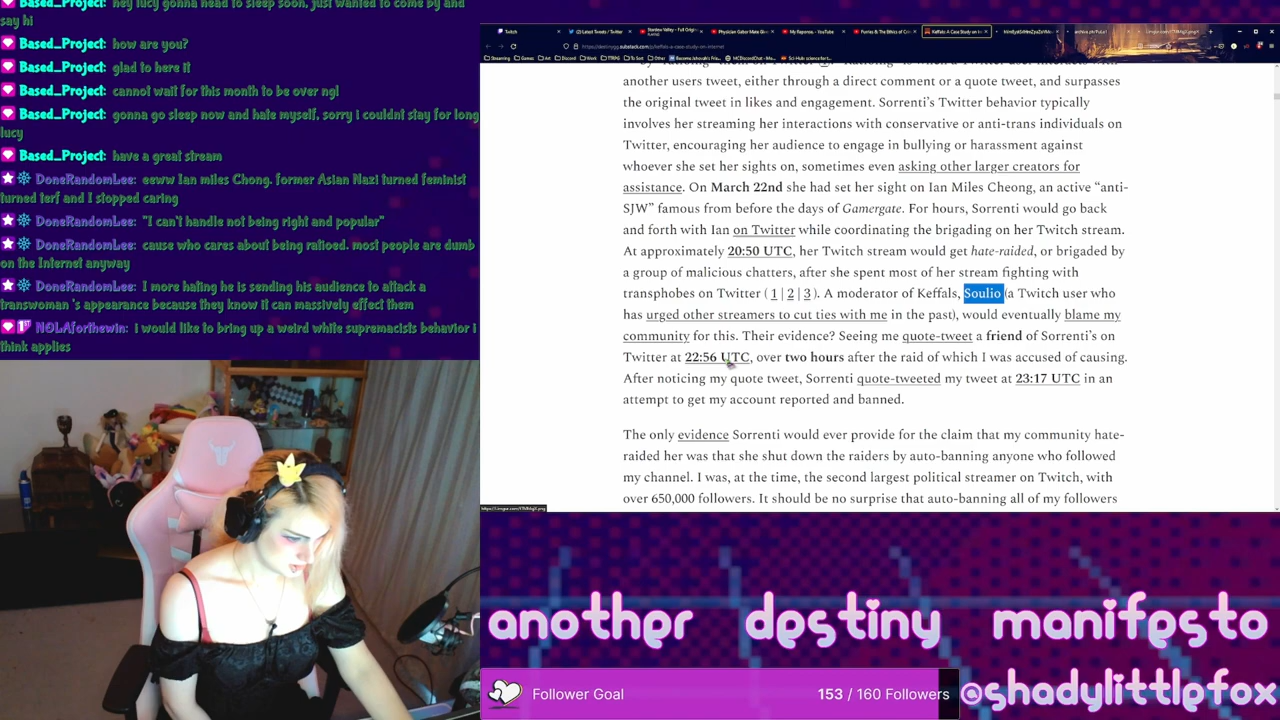 Based_Project: hey lucy gonna need to sleep soon, just wanted to come by and
say hi
Based_Project: how are you?
Based_Project: glad to here it
Based_Project: cannot wait for this month to be over ngl
Based_Project: gonna go sleep now and hate myself, sorry i couldnt stay for long
lucy
Based_Project: have a great stream
DoneRandomLee: eeww Ian miles Chong. former Asian Nazi turned feminist
turned terf and I stopped caring
DoneRandomLee: "I can't handle not being right and popular"
DoneRandomLee: cause who cares about being ratioed. most people are dumb
on the Internet anyway
DoneRandomLee: I more hating he is sending his audience to attack a
transwoman 's appearance because they know it can massively effect them
NOLAforthewin: i would like to bring up a weird while supremacists behavior i
think applies
Twitch
(2) Latest Tweets / Twitter
My Reponse. - YouTube
another users tweet, either through a direct comment or a quote tweet, and surpasses
the original tweet in likes and engagement. Sorrenti's Twitter behavior typically
involves her streaming her interactions with conservative or anti-trans individuals on
Twitter, encouraging her audience to engage in bullying or harassment against
whoever she set her sights on, sometimes even asking other larger creators for
assistance. On March 22nd she had set her sight on Ian Miles Cheong, an active "anti-
SJW" famous from before the days of Gamergate. For hours, Sorrenti would go back
and forth with Ian on Twitter while coordinating the brigading on her Twitch stream.
At approximately 20:50 UTC, her Twitch stream would get hate-raided, or brigaded by
a group of malicious chatters, after she spent most of her stream fighting with
transphobes on Twitter ( 1 | 2 | 3 ). A moderator of Keffals, Soulio (a Twitch user who
has urged other streamers to cut ties with me in the past), would eventually blame my
community for this. Their evidence? Seeing me quote-tweet a friend of Sorrenti's on
Twitter at 22:56 UTC, over two hours after the raid of which I was accused of causing.
After noticing my quote tweet, Sorrenti quote-tweeted my tweet at 23:17 UTC in an
attempt to get my account reported and banned.
The only evidence Sorrenti would ever provide for the claim that my community hate-
raided her was that she shut down the raiders by auto-banning anyone who followed
my channel. I was, at the time, the second largest political streamer on Twitch, with
over 650,000 followers. It should be no surprise that auto-banning all of my followers
another destiny manifesto
Follower Goal 153 / 160 Followers
@shadylittlefox